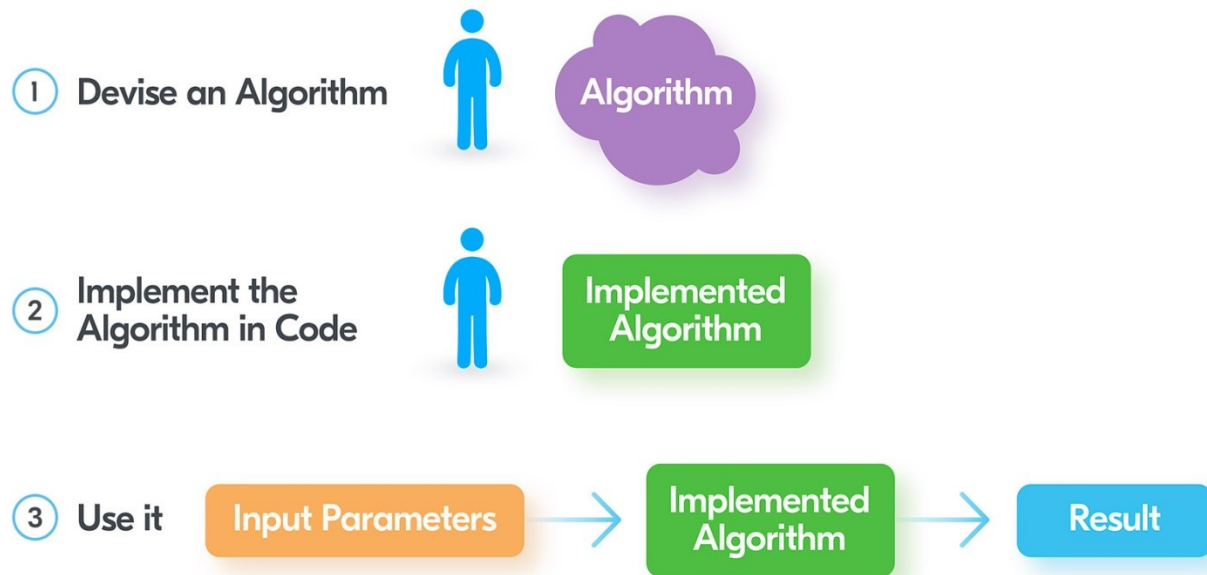 1 Devise an Algorithm
Algorithm
2 Implement the
Algorithm in Code
Implemented
Algorithm
3 Use it
Input Parameters
Implemented
Algorithm
Result